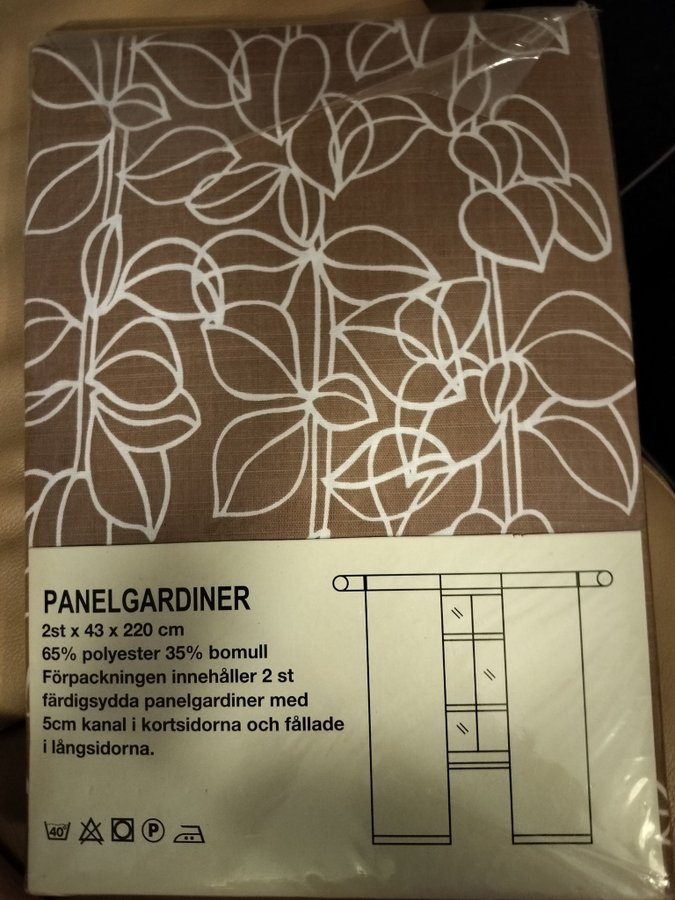 PANELGARDINER
2st x 43 x 220 cm
65% polyester 35% bomull
Förpackningen innehåller 2 st
färdigsydda panelgardiner med
5cm kanal i kortsidorna och fållade
i långsidorna.
40° P